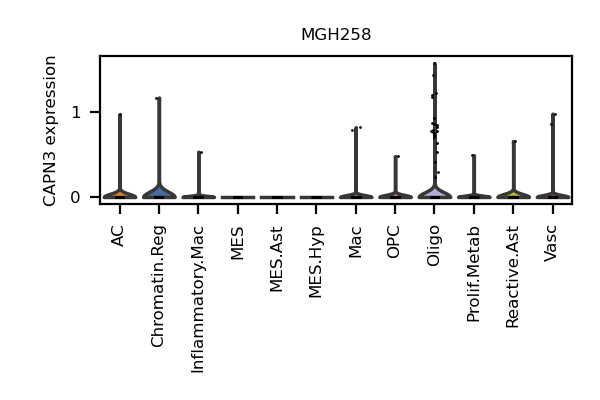 MGH258
CAPN3 expression
1
0
AC
Chromatin.Reg
Inflammatory.Mac
MES
MES.Ast
MES.Hyp
Mac
OPC
Oligo
Prolif.Metab
Reactive.Ast
Vasc